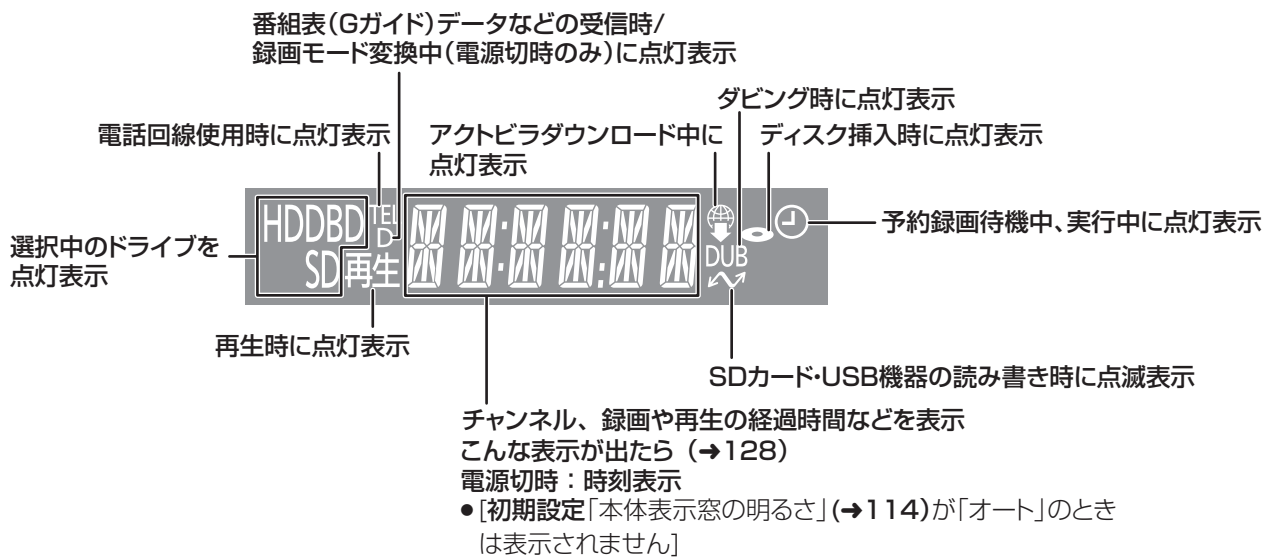 番組表(Gガイド)データなどの受信時/
録画モード変換中(電源切時のみ)に点灯表示
ダビング時に点灯表示
電話回線使用時に点灯表示
アクトビラダウンロード中に
点灯表示
ディスク挿入時に点灯表示
HDDBD TEL
D
SD再生
DUB
予約録画待機中、実行中に点灯表示
選択中のドライブを
点灯表示
再生時に点灯表示
SDカード・USB機器の読み書き時に点滅表示
チャンネル、録画や再生の経過時間などを表示
こんな表示が出たら(➜128)
電源切時:時刻表示
●[初期設定「本体表示窓の明るさ」(➜114)が「オート」のとき
は表示されません]